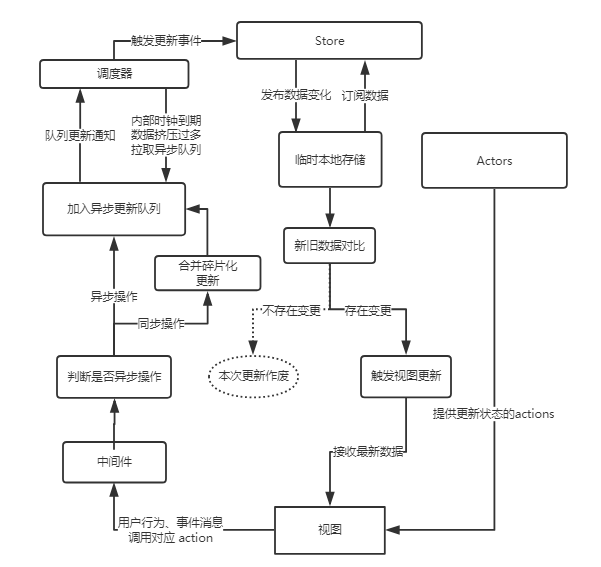 触发更新事件
Store
调度器
发布数据变化
订阅数据
内部时钟到期
数据挤压过多
拉取异步队列
队列更新通知
临时本地存储
Actors
加入异步更新队列
新旧数据对比
合并碎片化
更新
异步操作
不存在变更
存在变更
同步操作
判断是否异步操作
本次更新作废
触发视图更新
提供更新状态的actions
接收最新数据
中间件
用户行为、事件消息
调用对应 action
视图